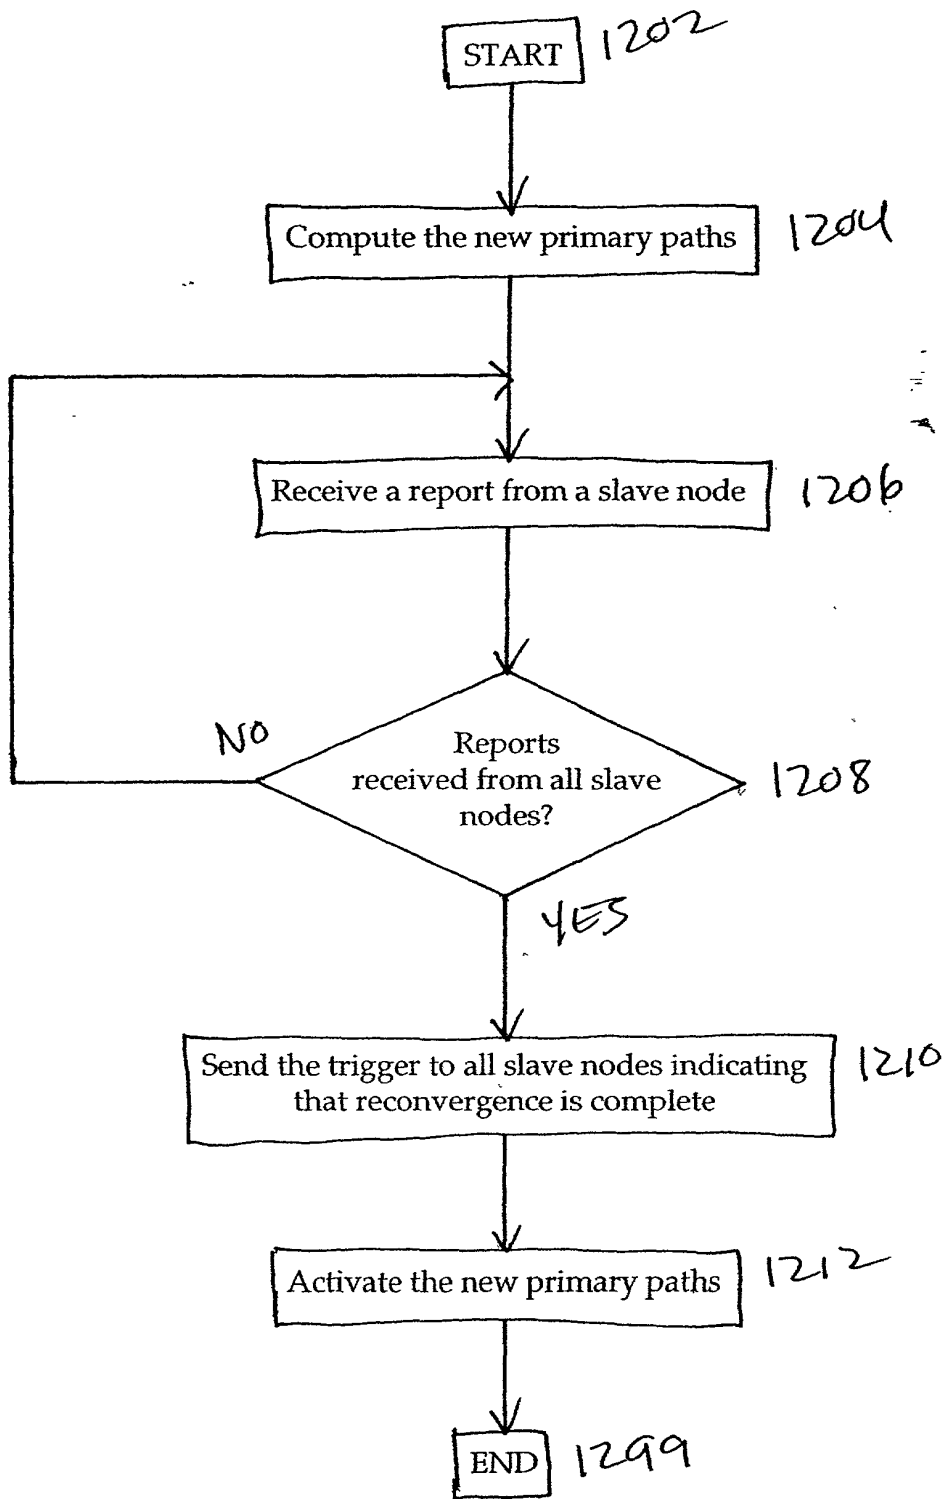 START 1202
Compute the new primary paths 1204
Receive a report from a slave node 1206
NO
Reports
received from all slave
nodes?
1208
YES
Send the trigger to all slave nodes indicating
that reconvergence is complete
1210
Activate the new primary paths 1212
END 1299